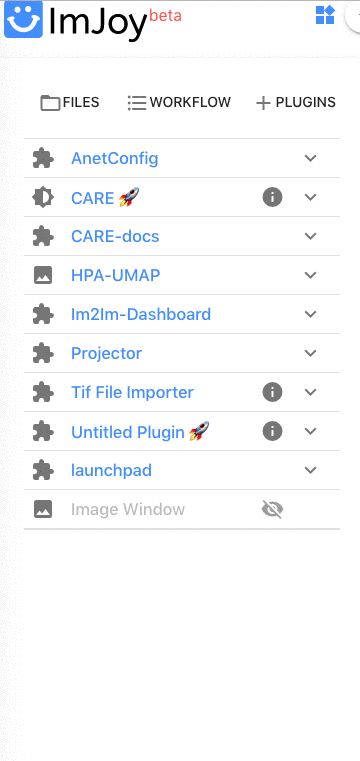 ImJoy beta
FILES WORKFLOW + PLUGINS
AnetConfig
CARE 🚀
CARE-docs
HPA-UMAP
Im2Im-Dashboard
Projector
Tif File Importer
Untitled Plugin 🚀
launchpad
Image Window